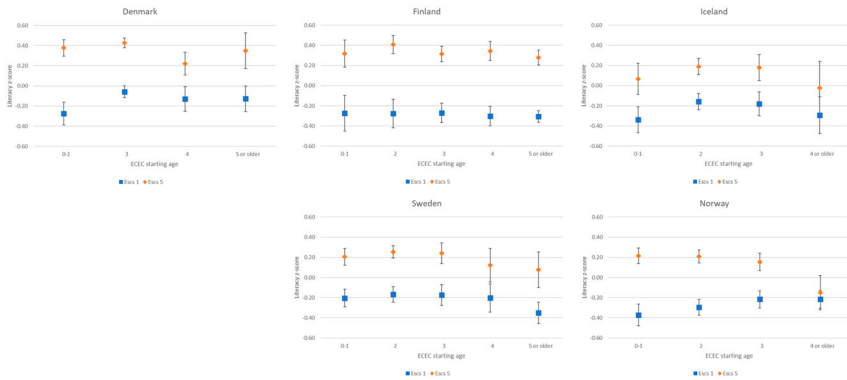 Denmark
Literacy z-score
0.60
0.40
0.20
0.00
-0.20
-0.40
-0.60
0-2
3
4
5 or older
ECEC starting age
Escs 1
Escs 5
Finland
Literacy z-score
0.60
0.40
0.20
0.00
-0.20
-0.40
-0.60
0-1
2
3
4
5 or older
ECEC starting age
Escs 1
Escs 5
Iceland
Literacy z-score
0.60
0.40
0.20
0.00
-0.20
-0.40
-0.60
0-1
2
3
4 or older
ECEC starting age
Escs 1
Escs 5
Sweden
Literacy z-score
0.60
0.40
0.20
0.00
-0.20
-0.40
-0.60
0-1
2
3
4
5 or older
ECEC starting age
Escs 1
Escs 5
Norway
Literacy z-score
0.60
0.40
0.20
0.00
-0.20
-0.40
-0.60
0-1
2
3
4 or older
ECEC starting age
Escs 1
Escs 5